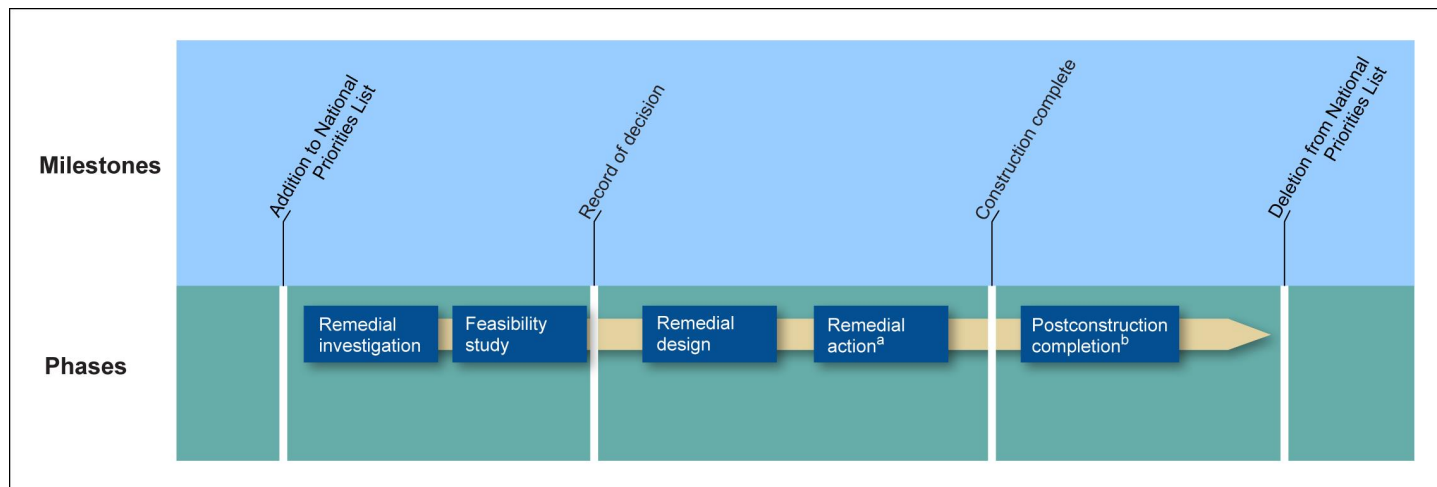 Milestones
Addition to National
Priorities List
Record of decision
Construction complete
Deletion from National
Priorities List
Phases
Remedial
investigation
Feasibility
study
Remedial
design
Remedial
actionᵃ
Postconstruction
completionᵇ